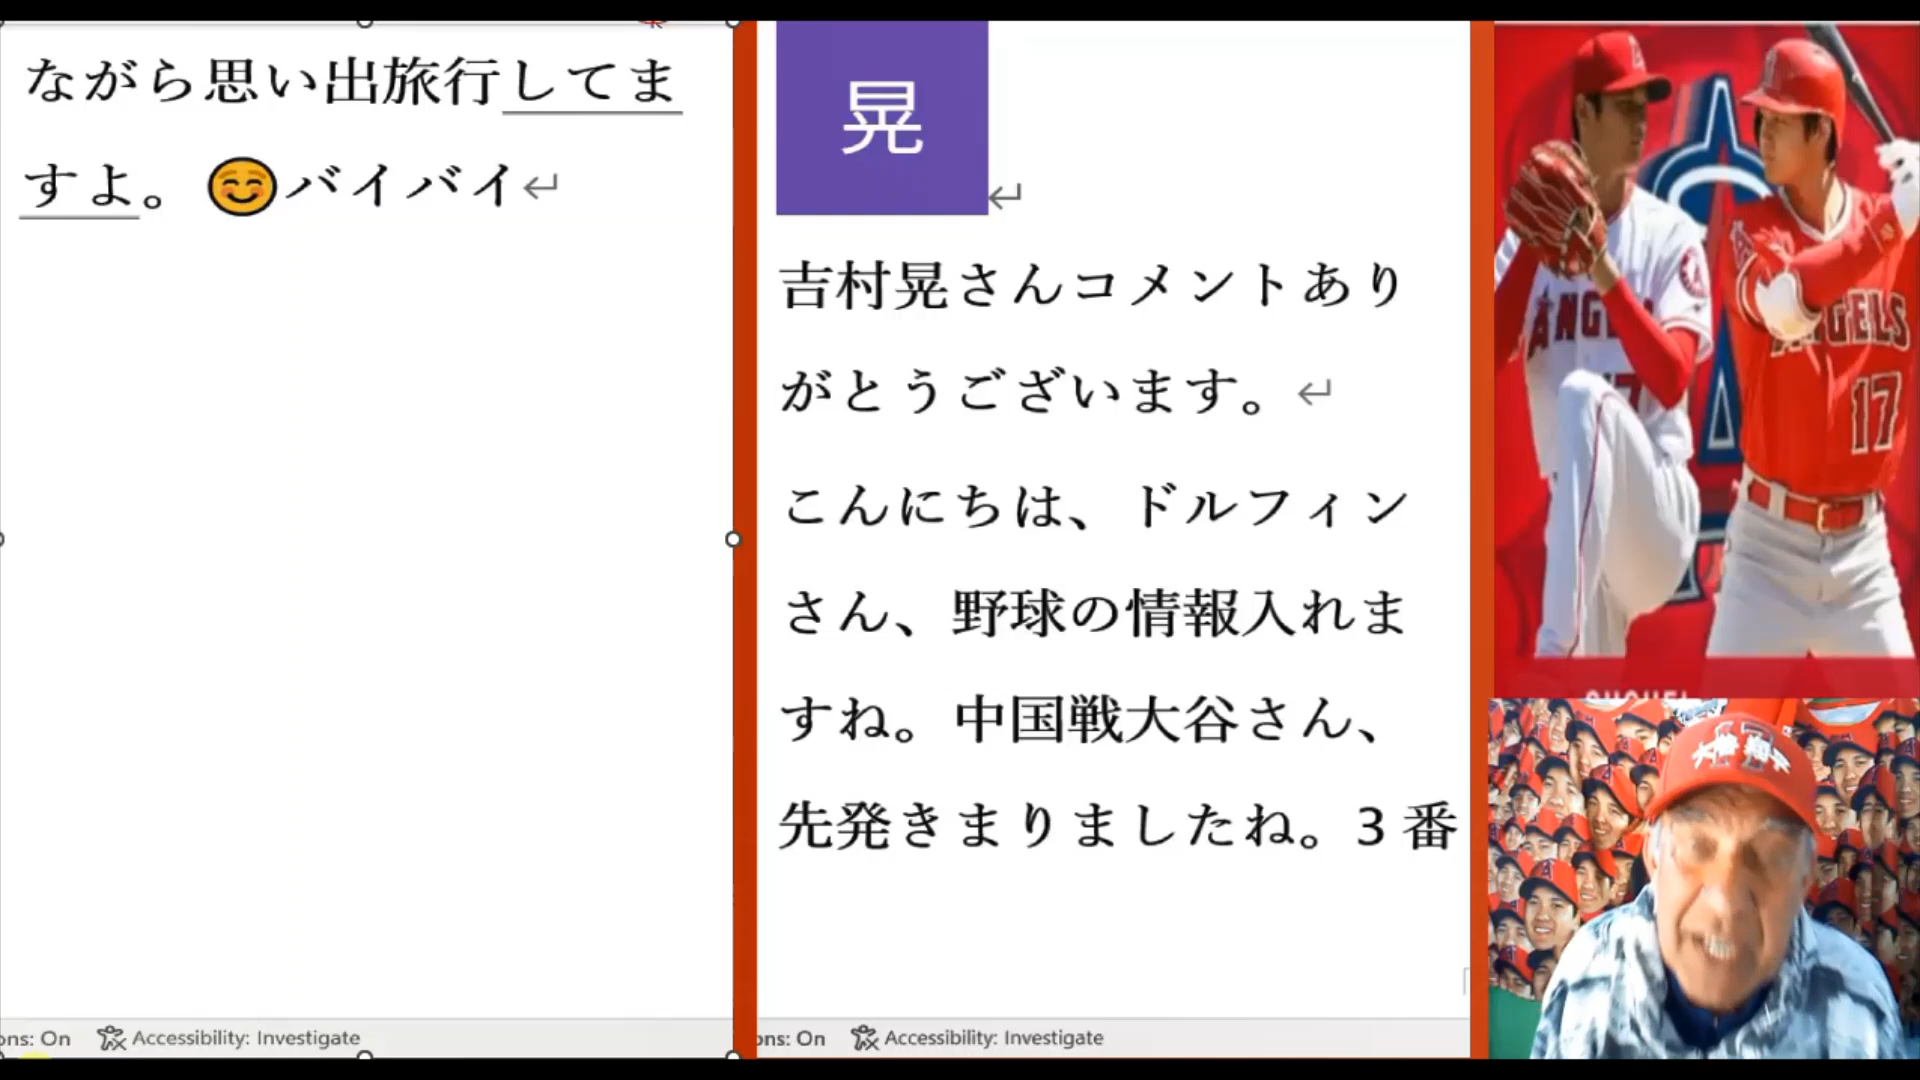 ながら思い出旅行してま
すよ。😊バイバイ↵
ons: On Accessibility: Investigate
晃↵
吉村晃さんコメントあり
がとうございます。↵
こんにちは、ドルフィン
さん、野球の情報入れま
すね。中国戦大谷さん、
先発きまりましたね。3番
ons: On Accessibility: Investigate
ANGELS
17